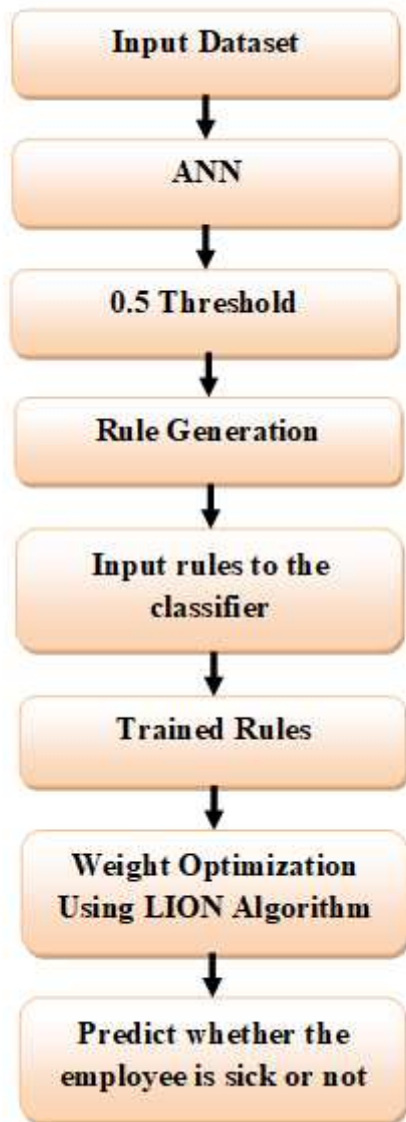 Input Dataset
ANN
0.5 Threshold
Rule Generation
Input rules to the
classifier
Trained Rules
Weight Optimization
Using LION Algorithm
Predict whether the
employee is sick or not